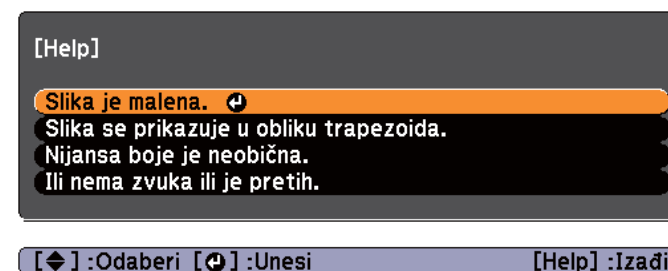 [Help]
Slika je malena.
Slika se prikazuje u obliku trapezoida.
Nijansa boje je neobična.
Ili nema zvuka ili je pretih.
[◆] :Odaberi [⏎] :Unesi [Help] :Izađi